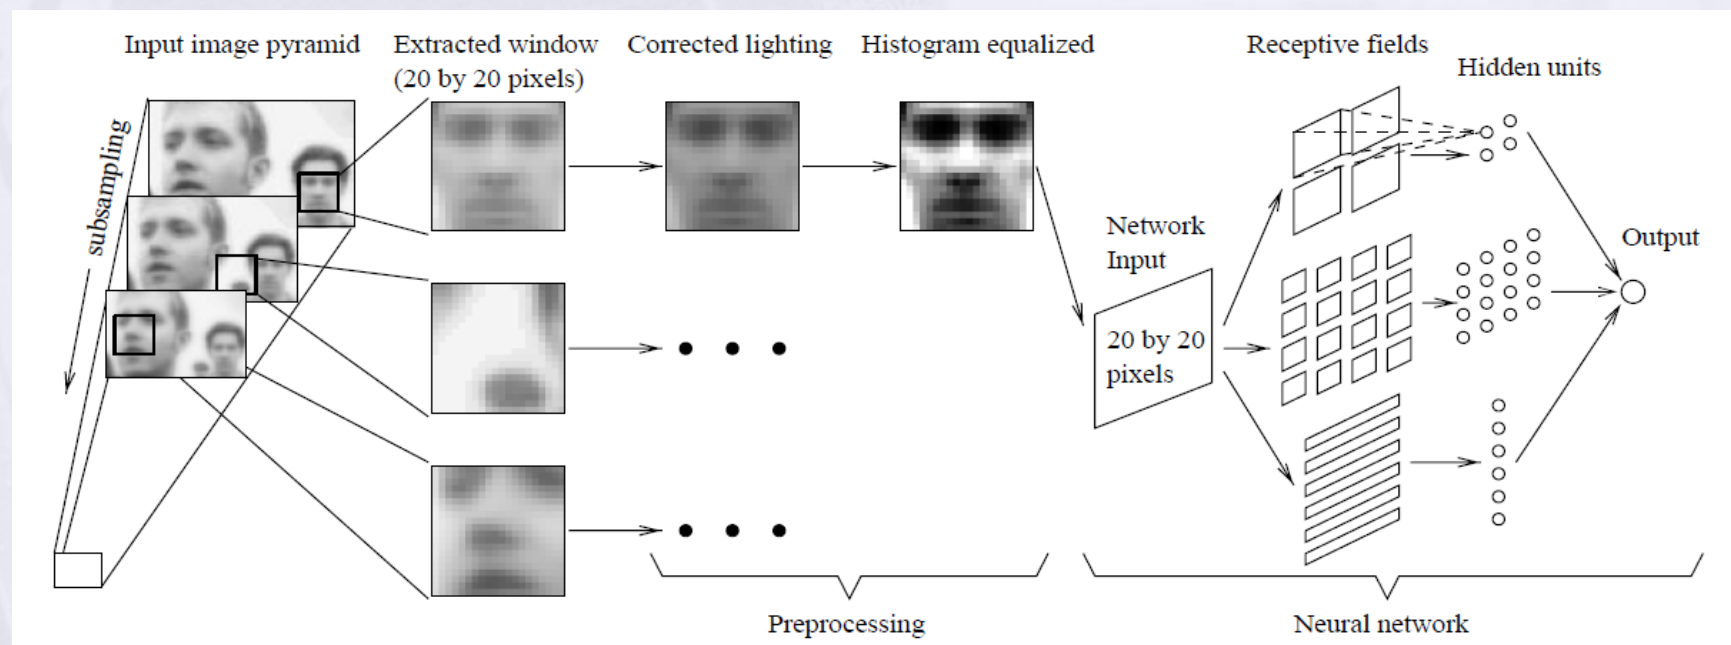 Input image pyramid
Extracted window
(20 by 20 pixels)
Corrected lighting
Histogram equalized
Receptive fields
Hidden units
subsampling
Network
Input
20 by 20
pixels
Output
Preprocessing
Neural network